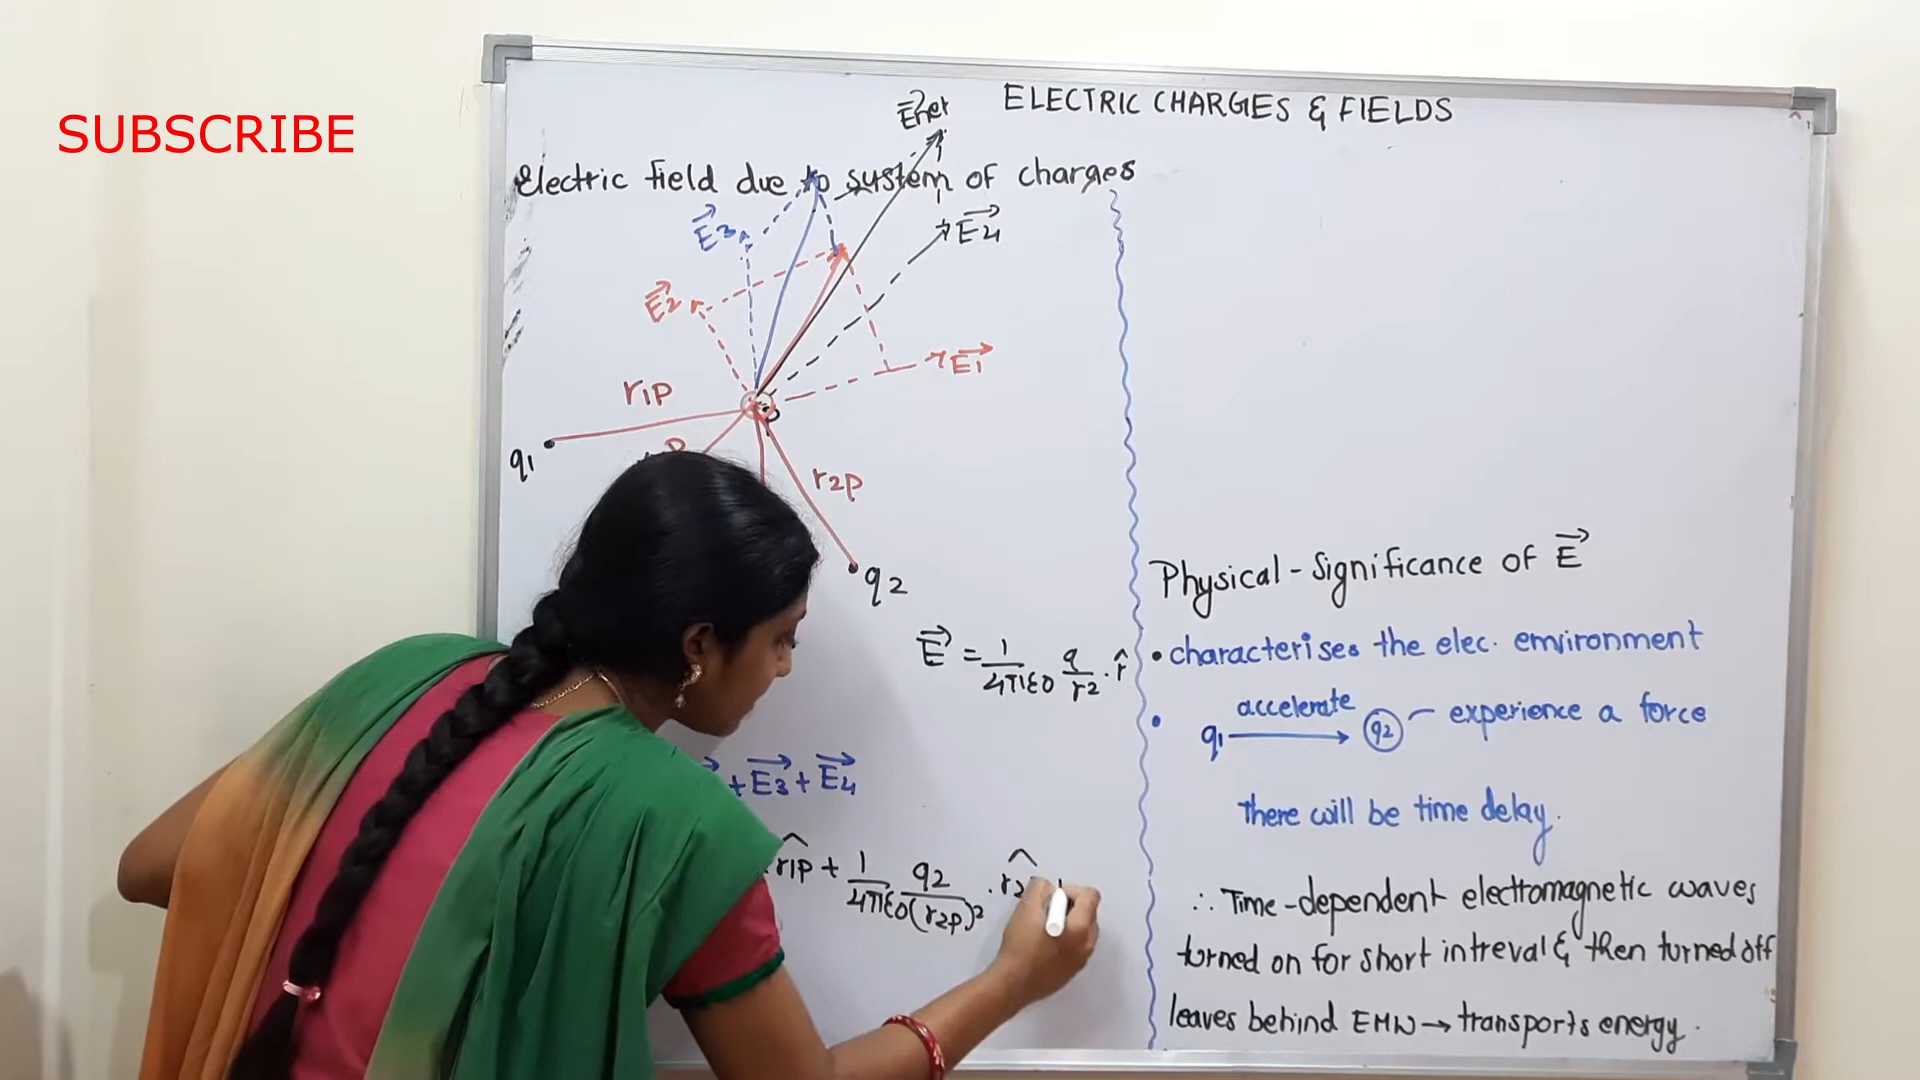 SUBSCRIBE
ELECTRIC CHARGES & FIELDS
Electric field due to system of charges
Enet
E3
E4
E2
E1
r1p
P
r2p
q1
q2
E = 1/4πε0 q/r2 . r̂
+ E3 + E4
. r1p + 1/4πε0 q2/(r2p)2 . r2
Physical - Significance of E
• characterises the elec. environment
• q1 accelerate → q2 – experience a force
There will be time delay.
∴ Time - dependent electromagnetic waves
turned on for short intreval & then turned off
leaves behind EMW → transports energy.